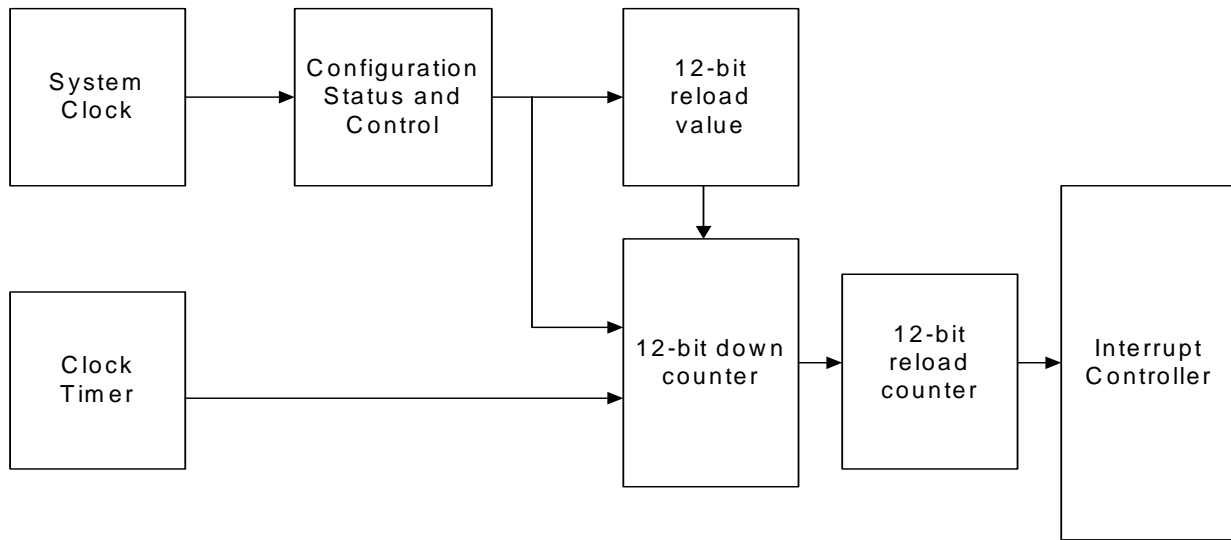 System
Clock
Configuration
Status and
Control
12-bit
reload
value
Clock
Timer
12-bit down
counter
12-bit
reload
counter
Interrupt
Controller